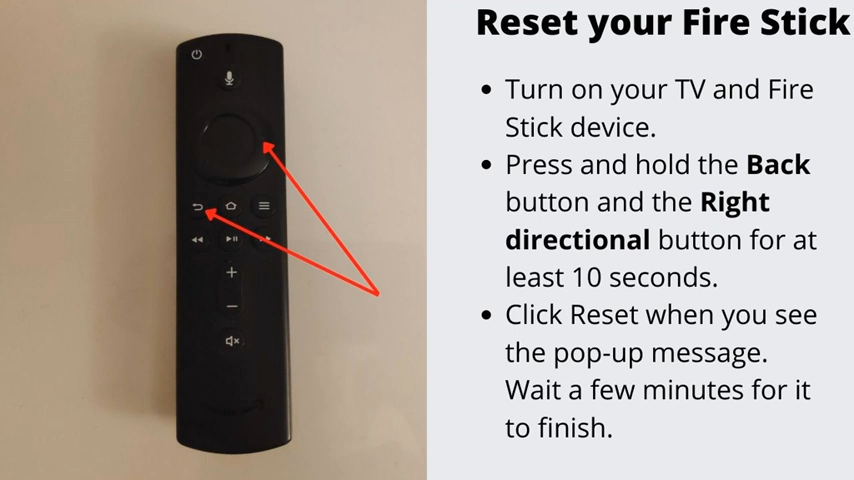 Reset your Fire Stick
• Turn on your TV and Fire
Stick device.
• Press and hold the Back
button and the Right
directional button for at
least 10 seconds.
• Click Reset when you see
the pop-up message.
Wait a few minutes for it
to finish.